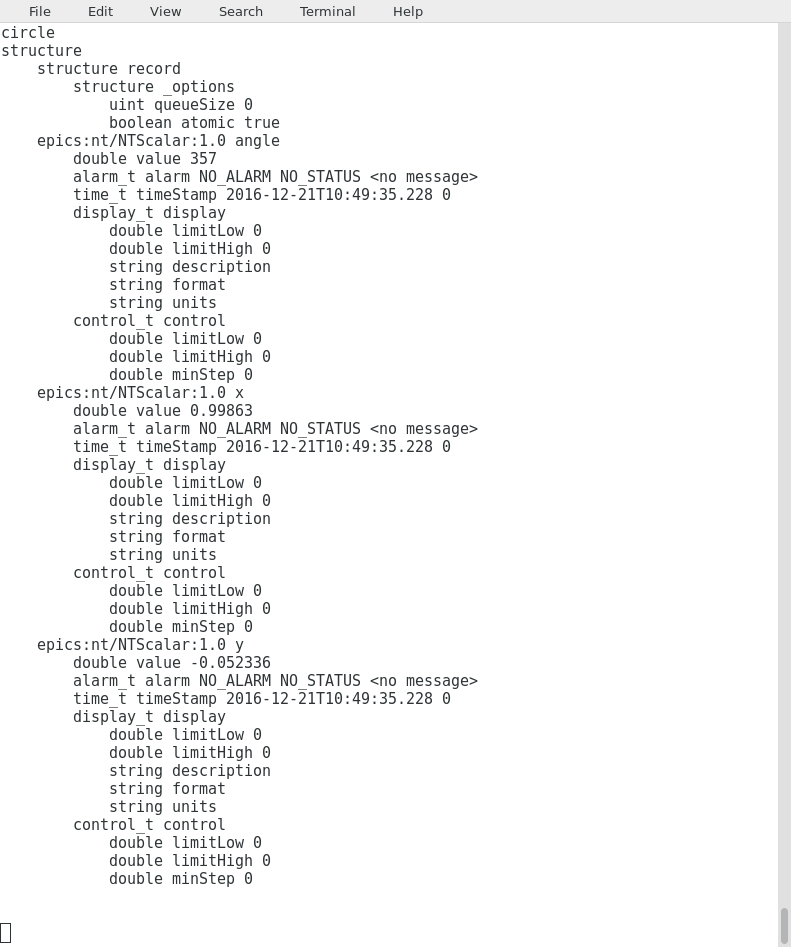 File Edit View Search Terminal Help
circle
structure
    structure record
        structure _options
            uint queueSize 0
            boolean atomic true
    epics:nt/NTScalar:1.0 angle
        double value 357
        alarm_t alarm NO_ALARM NO_STATUS <no message>
        time_t timeStamp 2016-12-21T10:49:35.228 0
        display_t display
            double limitLow 0
            double limitHigh 0
            string description
            string format
            string units
        control_t control
            double limitLow 0
            double limitHigh 0
            double minStep 0
    epics:nt/NTScalar:1.0 x
        double value 0.99863
        alarm_t alarm NO_ALARM NO_STATUS <no message>
        time_t timeStamp 2016-12-21T10:49:35.228 0
        display_t display
            double limitLow 0
            double limitHigh 0
            string description
            string format
            string units
        control_t control
            double limitLow 0
            double limitHigh 0
            double minStep 0
    epics:nt/NTScalar:1.0 y
        double value -0.052336
        alarm_t alarm NO_ALARM NO_STATUS <no message>
        time_t timeStamp 2016-12-21T10:49:35.228 0
        display_t display
            double limitLow 0
            double limitHigh 0
            string description
            string format
            string units
        control_t control
            double limitLow 0
            double limitHigh 0
            double minStep 0